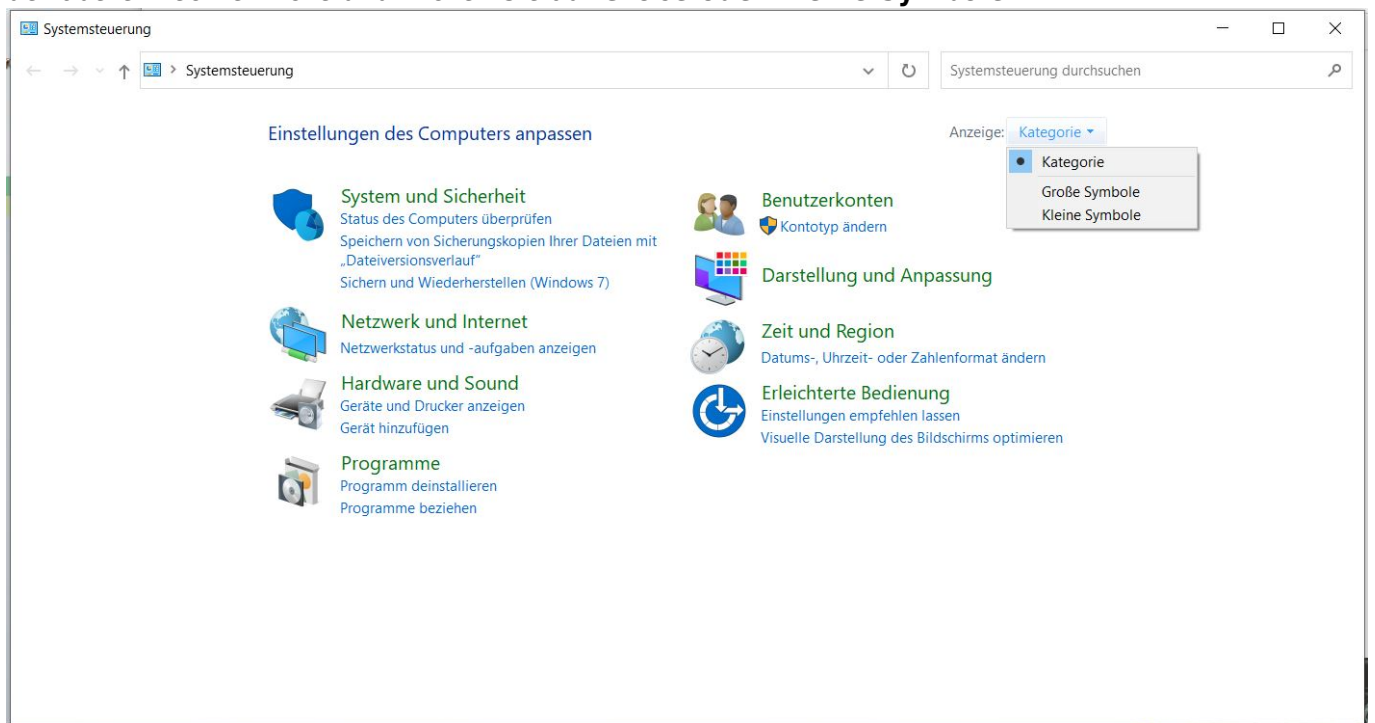 Systemsteuerung
Systemsteuerung
Systemsteuerung durchsuchen
Einstellungen des Computers anpassen
Anzeige: Kategorie
Kategorie
Große Symbole
Kleine Symbole
System und Sicherheit
Status des Computers überprüfen
Speichern von Sicherungskopien Ihrer Dateien mit
„Dateiversionsverlauf“
Sichern und Wiederherstellen (Windows 7)
Netzwerk und Internet
Netzwerkstatus und -aufgaben anzeigen
Hardware und Sound
Geräte und Drucker anzeigen
Gerät hinzufügen
Programme
Programm deinstallieren
Programme beziehen
Benutzerkonten
Kontotyp ändern
Darstellung und Anpassung
Zeit und Region
Datums-, Uhrzeit- oder Zahlenformat ändern
Erleichterte Bedienung
Einstellungen empfehlen lassen
Visuelle Darstellung des Bildschirms optimieren